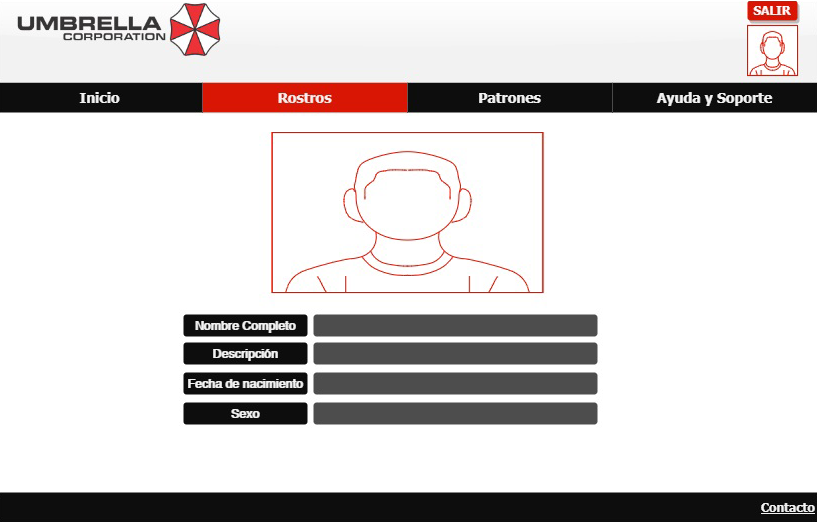 UMBRELLA
CORPORATION
SALIR
Inicio
Rostros
Patrones
Ayuda y Soporte
Nombre Completo
Descripción
Fecha de nacimiento
Sexo
Contacto